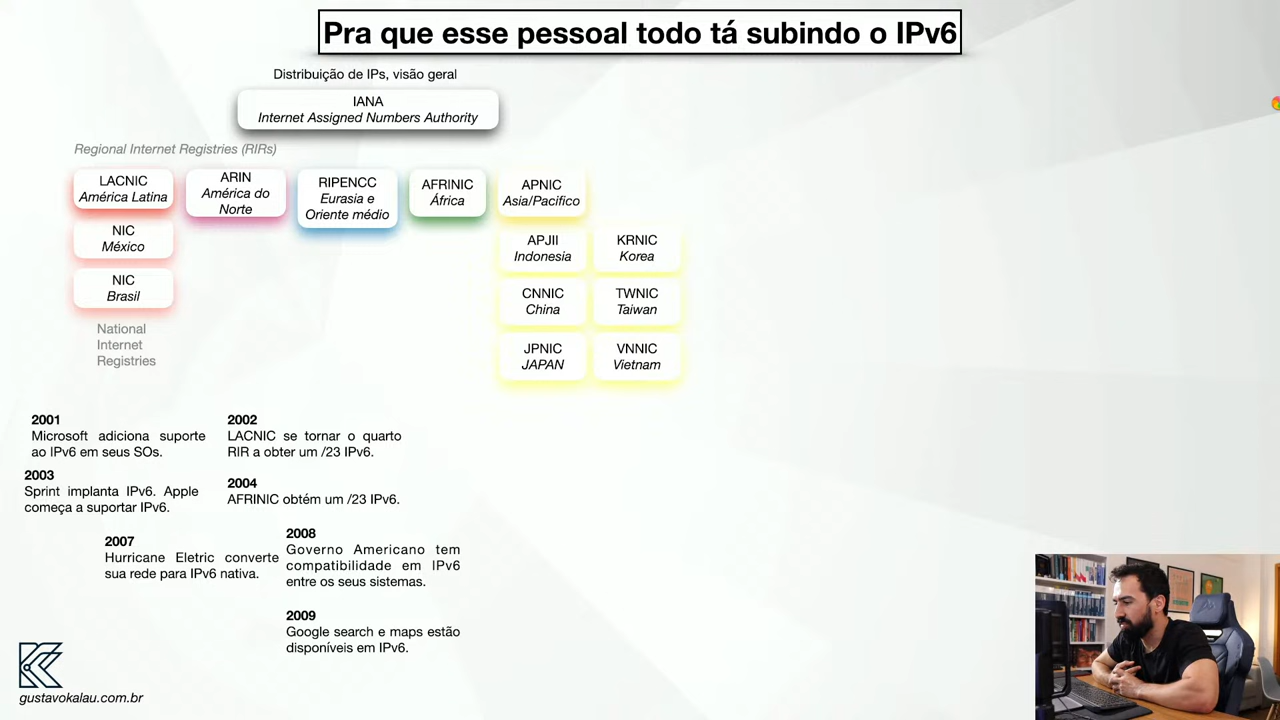 Pra que esse pessoal todo tá subindo o IPv6
Distribuição de IPs, visão geral
IANA
Internet Assigned Numbers Authority
Regional Internet Registries (RIRs)
LACNIC
América Latina
ARIN
América do
Norte
RIPENCC
Eurasia e
Oriente médio
AFRINIC
África
APNIC
Asia/Pacifico
NIC
México
APJII
Indonesia
KRNIC
Korea
NIC
Brasil
CNNIC
China
TWNIC
Taiwan
National
Internet
Registries
JPNIC
JAPAN
VNNIC
Vietnam
2001
Microsoft adiciona suporte
ao IPv6 em seus SOs.
2002
LACNIC se tornar o quarto
RIR a obter um /23 IPv6.
2003
Sprint implanta IPv6. Apple
começa a suportar IPv6.
2004
AFRINIC obtém um /23 IPv6.
2007
Hurricane Eletric converte
sua rede para IPv6 nativa.
2008
Governo Americano tem
compatibilidade em IPv6
entre os seus sistemas.
2009
Google search e maps estão
disponíveis em IPv6.
gustavokalau.com.br